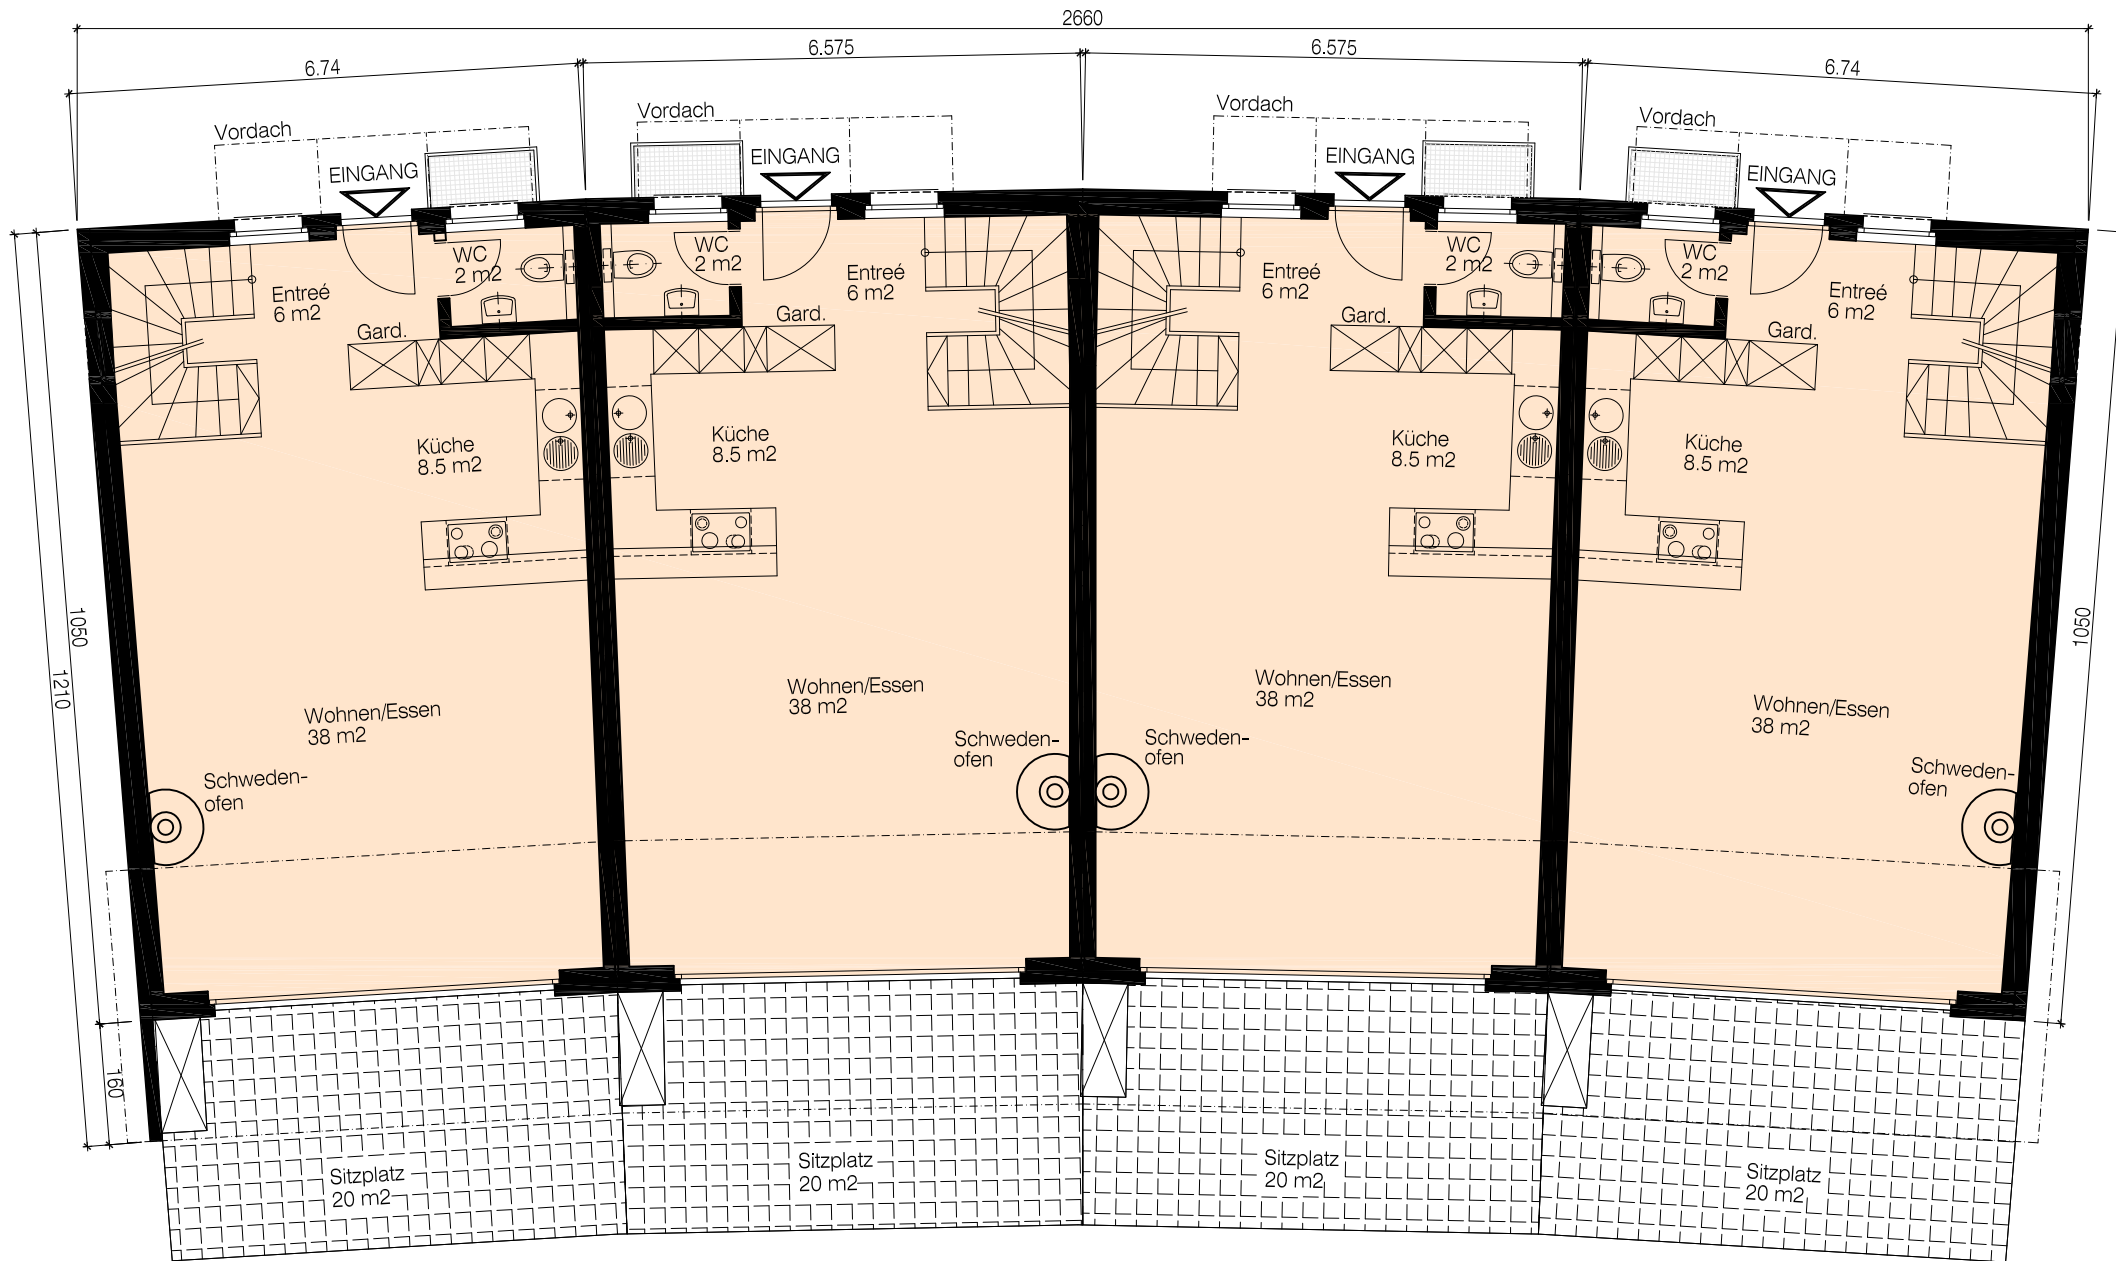 2660
6.74
6.575
6.575
6.74
Vordach
Vordach
Vordach
Vordach
EINGANG
EINGANG
EINGANG
EINGANG
WC
2 m2
WC
2 m2
WC
2 m2
WC
2 m2
Entreé
6 m2
Entreé
6 m2
Entreé
6 m2
Entreé
6 m2
Gard.
Gard.
Gard.
Gard.
Küche
8.5 m2
Küche
8.5 m2
Küche
8.5 m2
Küche
8.5 m2
1050
1210
1050
Wohnen/Essen
38 m2
Wohnen/Essen
38 m2
Wohnen/Essen
38 m2
Wohnen/Essen
38 m2
Schweden-
ofen
Schweden-
ofen
Schweden-
ofen
Schweden-
ofen
160
Sitzplatz
20 m2
Sitzplatz
20 m2
Sitzplatz
20 m2
Sitzplatz
20 m2